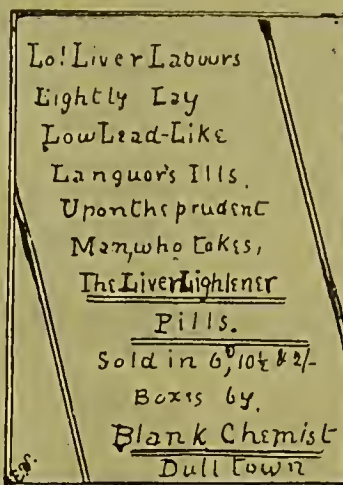 Lo! Liver Labours
Lightly Lay
Low Lead-Like
Languor's Ills.
Upon the prudent
Man, who takes,
The Liver Lightener
Pills.
Sold in 6ᴰ, 10½ & 2/-
Boxes by,
Blank Chemist
Dull town
E.W.